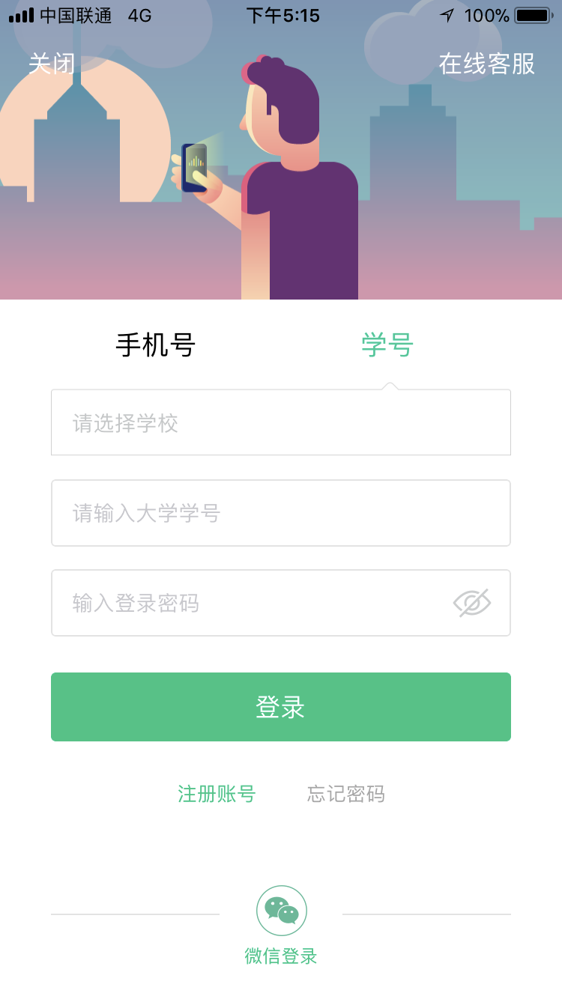 中国联通 4G 下午5:15 100%
关闭 在线客服
手机号 学号
请选择学校
请输入大学学号
输入登录密码
登录
注册账号 忘记密码
微信登录